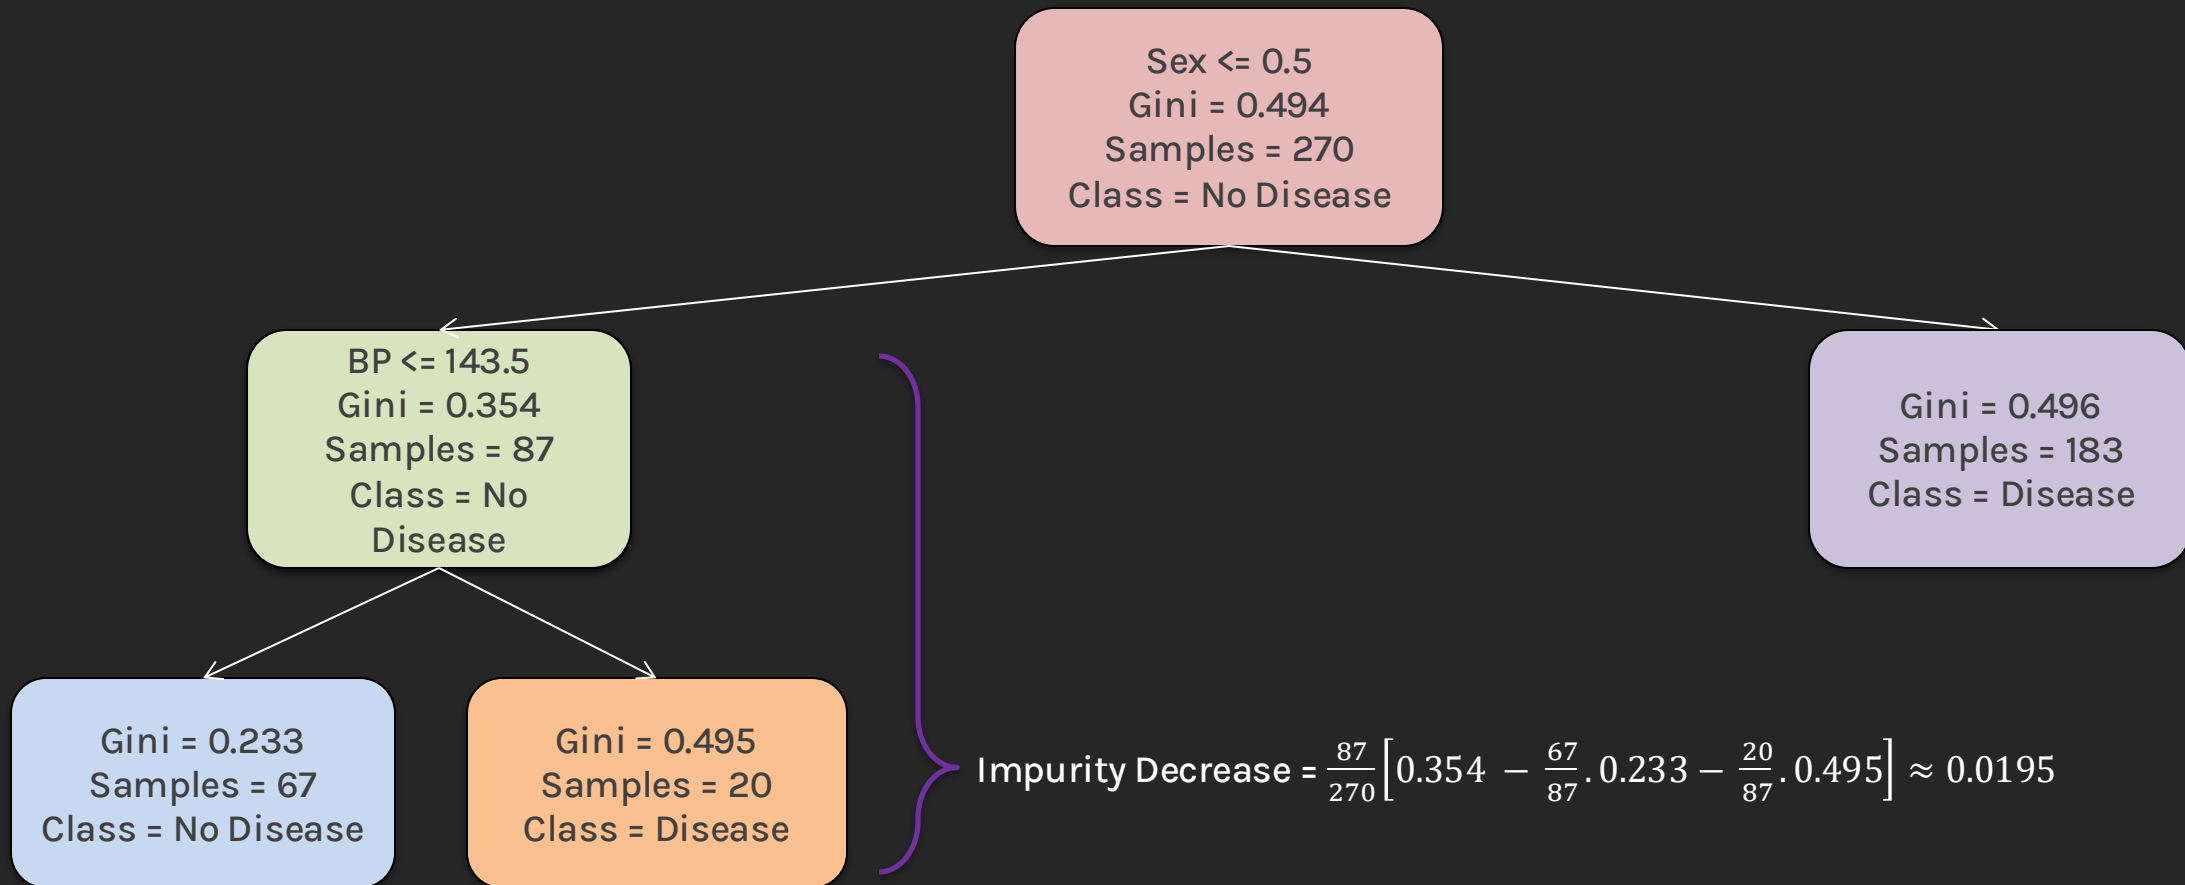 Sex <= 0.5
Gini = 0.494
Samples = 270
Class = No Disease
BP <= 143.5
Gini = 0.354
Samples = 87
Class = No
Disease
Gini = 0.496
Samples = 183
Class = Disease
Gini = 0.233
Samples = 67
Class = No Disease
Gini = 0.495
Samples = 20
Class = Disease
Impurity Decrease = 87/270 [0.354 − 67/87 . 0.233 − 20/87 . 0.495] ≈ 0.0195